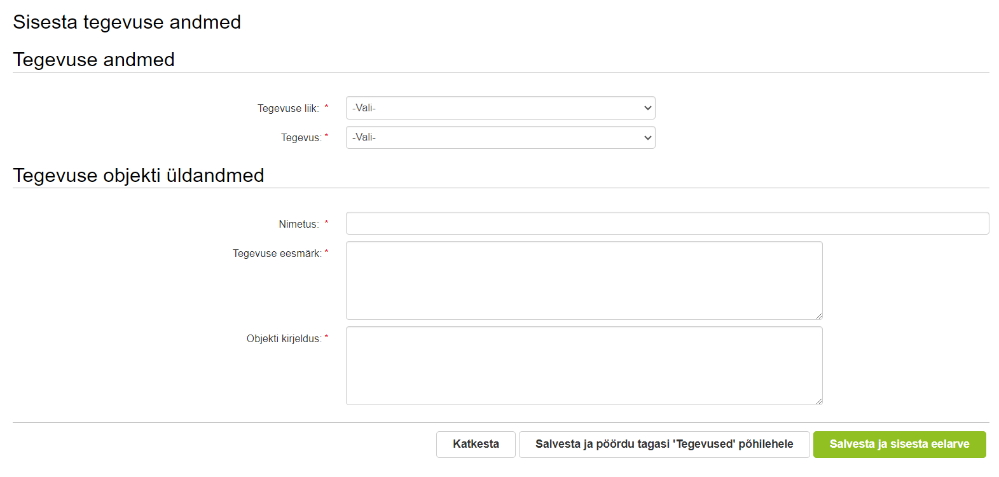 Sisesta tegevuse andmed
Tegevuse andmed
Tegevuse liik: *
-Vali-
Tegevus: *
-Vali-
Tegevuse objekti üldandmed
Nimetus: *
Tegevuse eesmärk: *
Objekti kirjeldus: *
Katkesta
Salvesta ja pöördu tagasi 'Tegevused' põhilehele
Salvesta ja sisesta eelarve